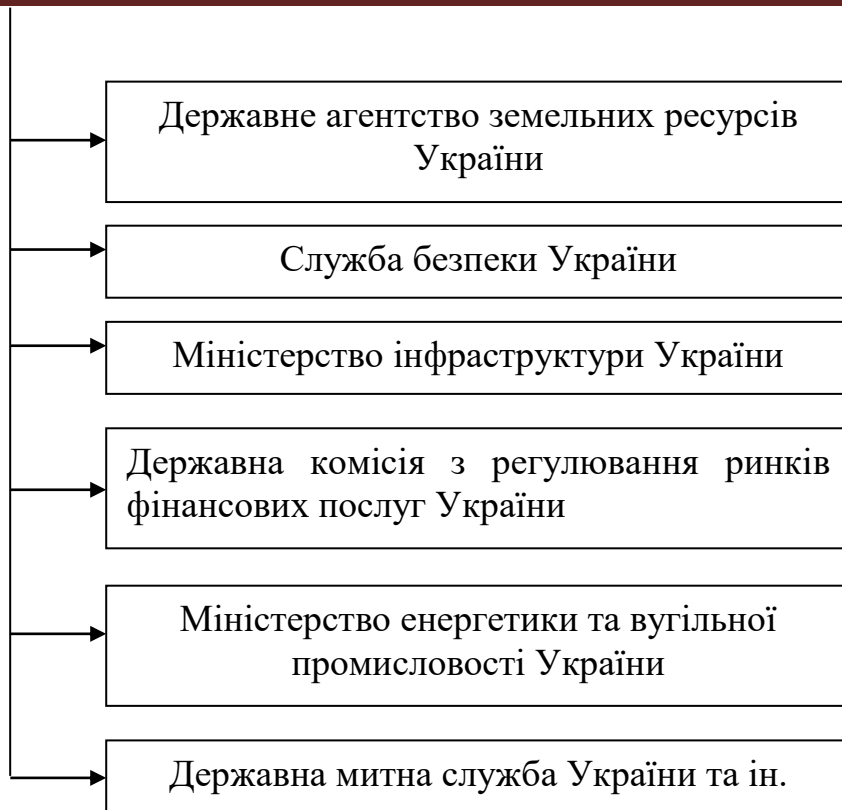 Державне агентство земельних ресурсів
України
Служба безпеки України
Міністерство інфраструктури України
Державна комісія з регулювання ринків
фінансових послуг України
Міністерство енергетики та вугільної
промисловості України
Державна митна служба України та ін.